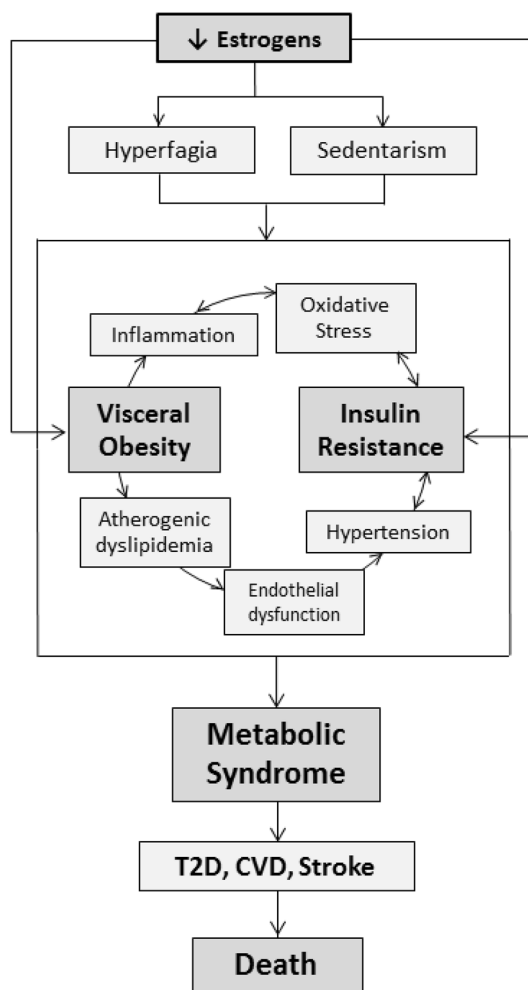 ↓ Estrogens
Hyperfagia
Sedentarism
Oxidative
Stress
Inflammation
Visceral
Obesity
Insulin
Resistance
Atherogenic
dyslipidemia
Hypertension
Endothelial
dysfunction
Metabolic
Syndrome
T2D, CVD, Stroke
Death